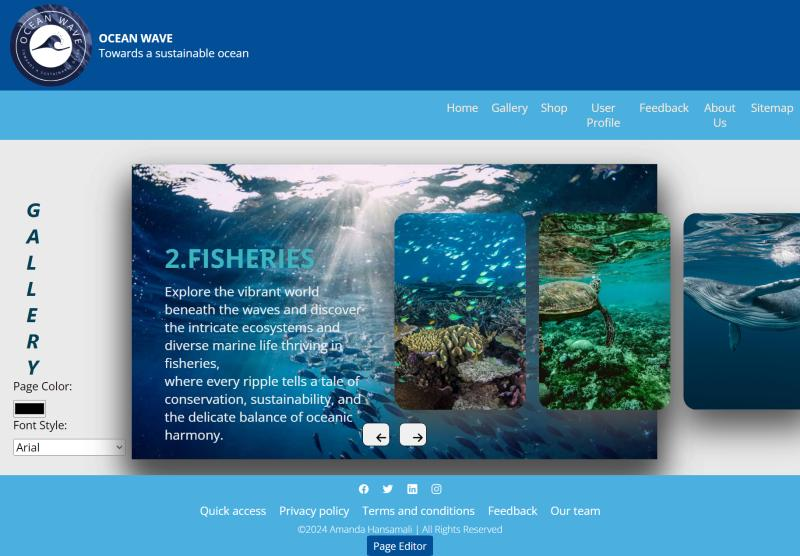 OCEAN WAVE
TOWARDS A SUSTAINABLE OCEAN
OCEAN WAVE
Towards a sustainable ocean
Home Gallery Shop User Profile Feedback About Us Sitemap
G
A
L
L
E
R
Y
Page Color:
Font Style:
Arial
2.FISHERIES
Explore the vibrant world
beneath the waves and discover
the intricate ecosystems and
diverse marine life thriving in
fisheries,
where every ripple tells a tale of
conservation, sustainability, and
the delicate balance of oceanic
harmony.
Quick access Privacy policy Terms and conditions Feedback Our team
©2024 Amanda Hansamali | All Rights Reserved
Page Editor